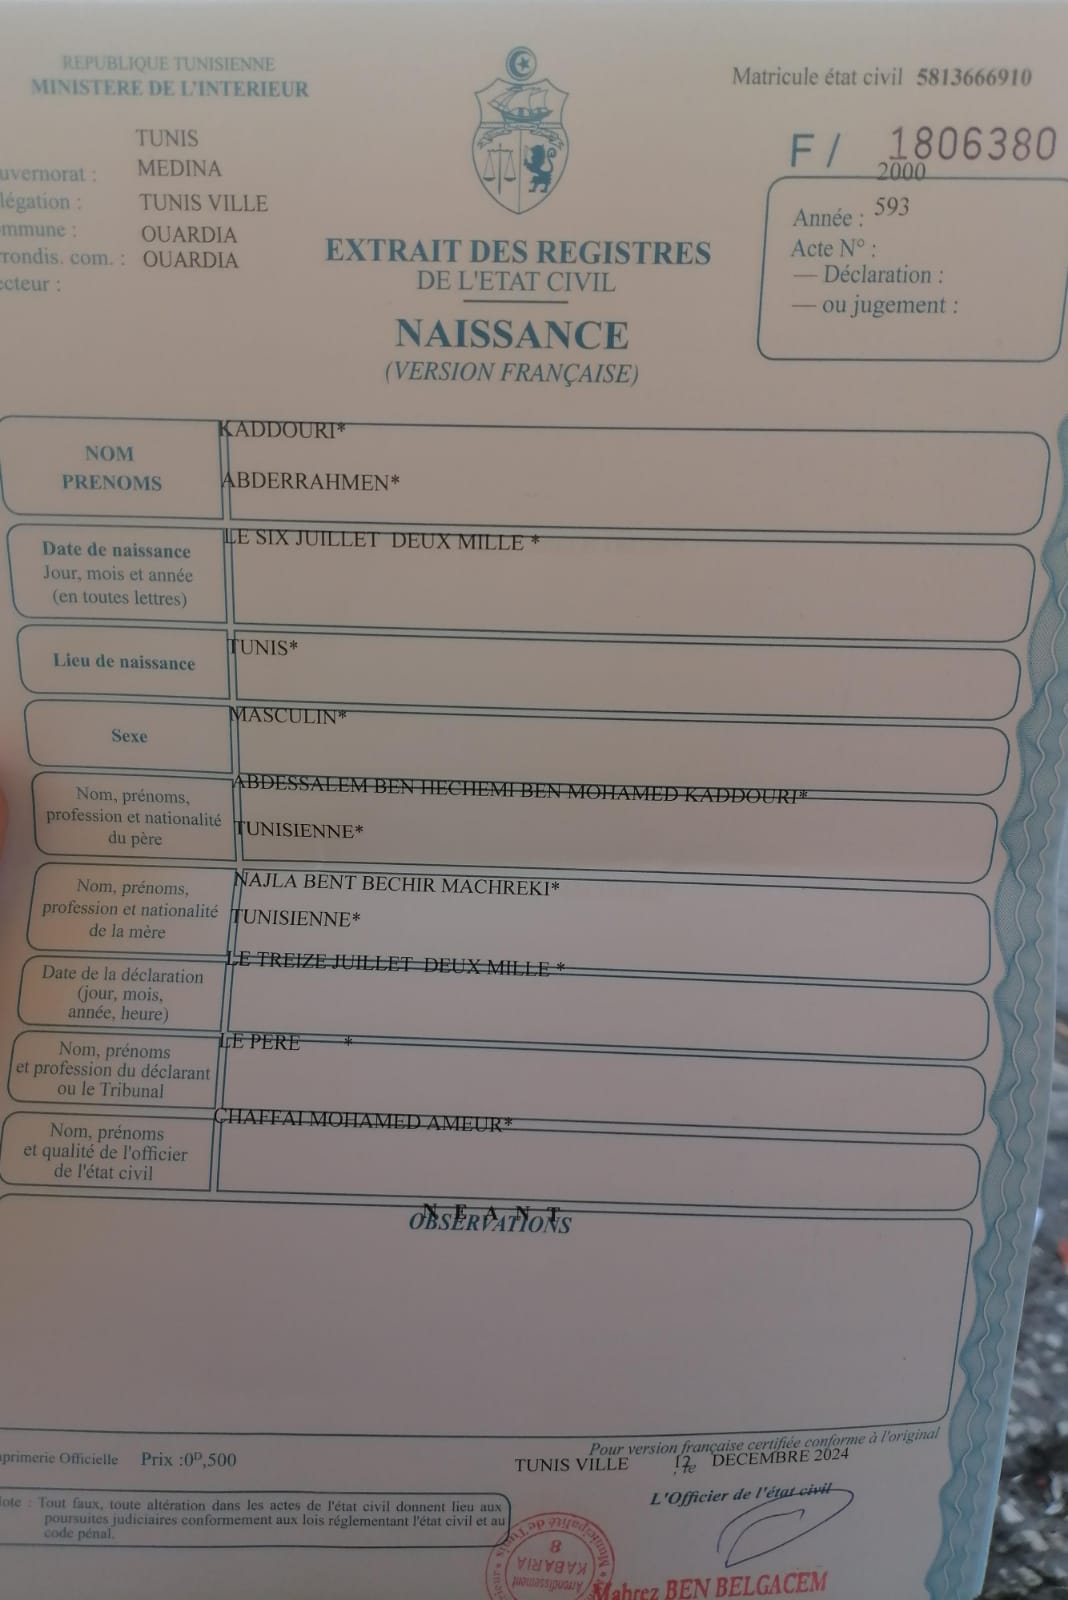 REPUBLIQUE TUNISIENNE
MINISTERE DE L'INTERIEUR
Matricule état civil 5813666910
F/ 1806380
uvernorat : TUNIS
légation : MEDINA
mmune : TUNIS VILLE
rrondis. com. : OUARDIA
ecteur : OUARDIA
2000
Année : 593
Acte N° :
— Déclaration :
— ou jugement :
EXTRAIT DES REGISTRES
DE L'ETAT CIVIL
NAISSANCE
(VERSION FRANÇAISE)
NOM KADDOURI*
PRENOMS ABDERRAHMEN*
Date de naissance LE SIX JUILLET DEUX MILLE *
Jour, mois et année
(en toutes lettres)
Lieu de naissance TUNIS*
Sexe MASCULIN*
Nom, prénoms, ABDESSALEM BEN HECHEMI BEN MOHAMED KADDOURI*
profession et nationalité TUNISIENNE*
du père
Nom, prénoms, NAJLA BENT BECHIR MACHREKI*
profession et nationalité TUNISIENNE*
de la mère
Date de la déclaration LE TREIZE JUILLET DEUX MILLE *
(jour, mois,
année, heure)
Nom, prénoms LE PERE *
et profession du déclarant
ou le Tribunal
Nom, prénoms CHAFFAI MOHAMED AMEUR*
et qualité de l'officier
de l'état civil
N E A N T
OBSERVATIONS
primerie Officielle Prix :0ᴰ,500
Pour version française certifiée conforme à l'original
TUNIS VILLE , le 12 DECEMBRE 2024
L'Officier de l'état civil
ote : Tout faux, toute altération dans les actes de l'état civil donnent lieu aux
poursuites judiciaires conformement aux lois réglementant l'état civil et au
code pénal.
Municipalité de Tunis
8
KABARIA
Arrondissement
Mahrez BEN BELGACEM